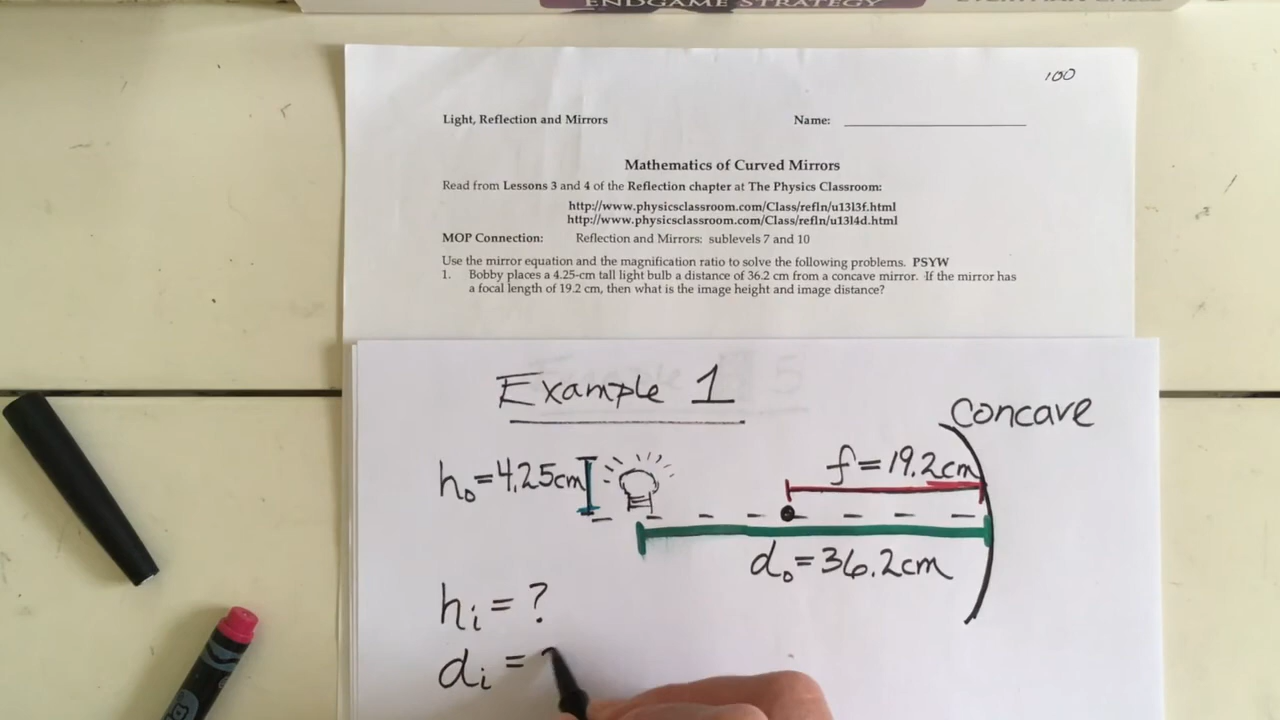 ENDGAME STRATEGY
100
Light, Reflection and Mirrors
Name:
Mathematics of Curved Mirrors
Read from Lessons 3 and 4 of the Reflection chapter at The Physics Classroom:
http://www.physicsclassroom.com/Class/refln/u13l3f.html
http://www.physicsclassroom.com/Class/refln/u13l4d.html
MOP Connection: Reflection and Mirrors: sublevels 7 and 10
Use the mirror equation and the magnification ratio to solve the following problems. PSYW
1. Bobby places a 4.25-cm tall light bulb a distance of 36.2 cm from a concave mirror. If the mirror has
a focal length of 19.2 cm, then what is the image height and image distance?
Example 1
Concave
h₀=4.25cm
f=19.2cm
d₀=36.2cm
hᵢ=?
dᵢ=?